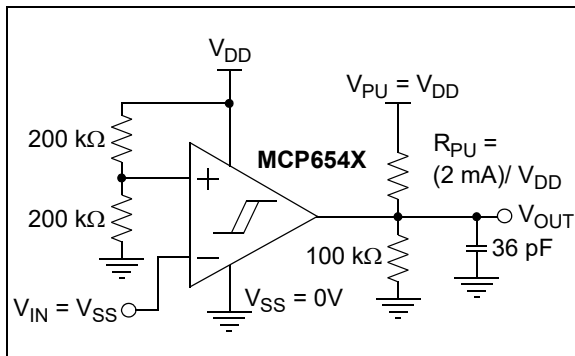 V_DD
V_PU = V_DD
200 kΩ
MCP654X
R_PU =
(2 mA)/ V_DD
+
200 kΩ
V_OUT
−
100 kΩ
36 pF
V_IN = V_SS
V_SS = 0V